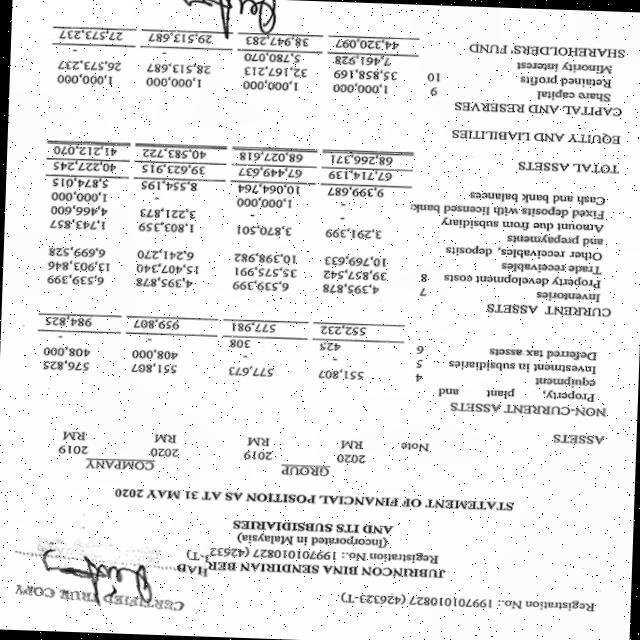 CERTIFIED TRUE COPY
Registration No.: 199701010827 (426323-T)
JUBRINBUN BINA SENDIRIAN BERHAD
Registration No.: 199701010827 (42632 -T)
(Incorporated in Malaysia)
AND ITS SUBSIDIARIES
STATEMENT OF FINANCIAL POSITION AS AT 31 MAY 2020
GROUP COMPANY
2020 2019 2020 2019
Note RM RM RM RM
ASSETS
NON-CURRENT ASSETS
Property, plant and
equipment 4 551,807 577,673 551,807 576,825
Investment in subsidiaries 5 - - 408,000 408,000
Deferred tax assets 6 425 308 - -
552,232 577,981 959,807 984,825
CURRENT ASSETS
Inventories 7 4,395,878 6,539,399 4,395,878 6,539,399
Property development costs 8 39,857,542 35,575,991 15,407,340 13,903,846
Trade receivables 10,769,633 10,398,982 6,241,270 6,699,528
Other receivables, deposits
and prepayments 3,291,399 3,870,501 1,803,359 1,743,857
Amount due from subsidiary - - 3,221,873 4,466,600
Fixed deposits with licensed bank - 1,000,000 - 1,000,000
Cash and bank balances 9,399,687 10,064,764 8,554,195 5,874,015
67,714,139 67,449,637 39,623,915 40,227,245
TOTAL ASSETS 68,266,371 68,027,618 40,583,722 41,212,070
EQUITY AND LIABILITIES
CAPITAL AND RESERVES
Share capital 9 1,000,000 1,000,000 1,000,000 1,000,000
Retained profits 10 35,858,169 32,167,213 28,513,687 26,573,237
Minority interest 7,461,928 5,780,070 - -
SHAREHOLDERS' FUND 44,320,097 38,947,283 29,513,687 27,573,237